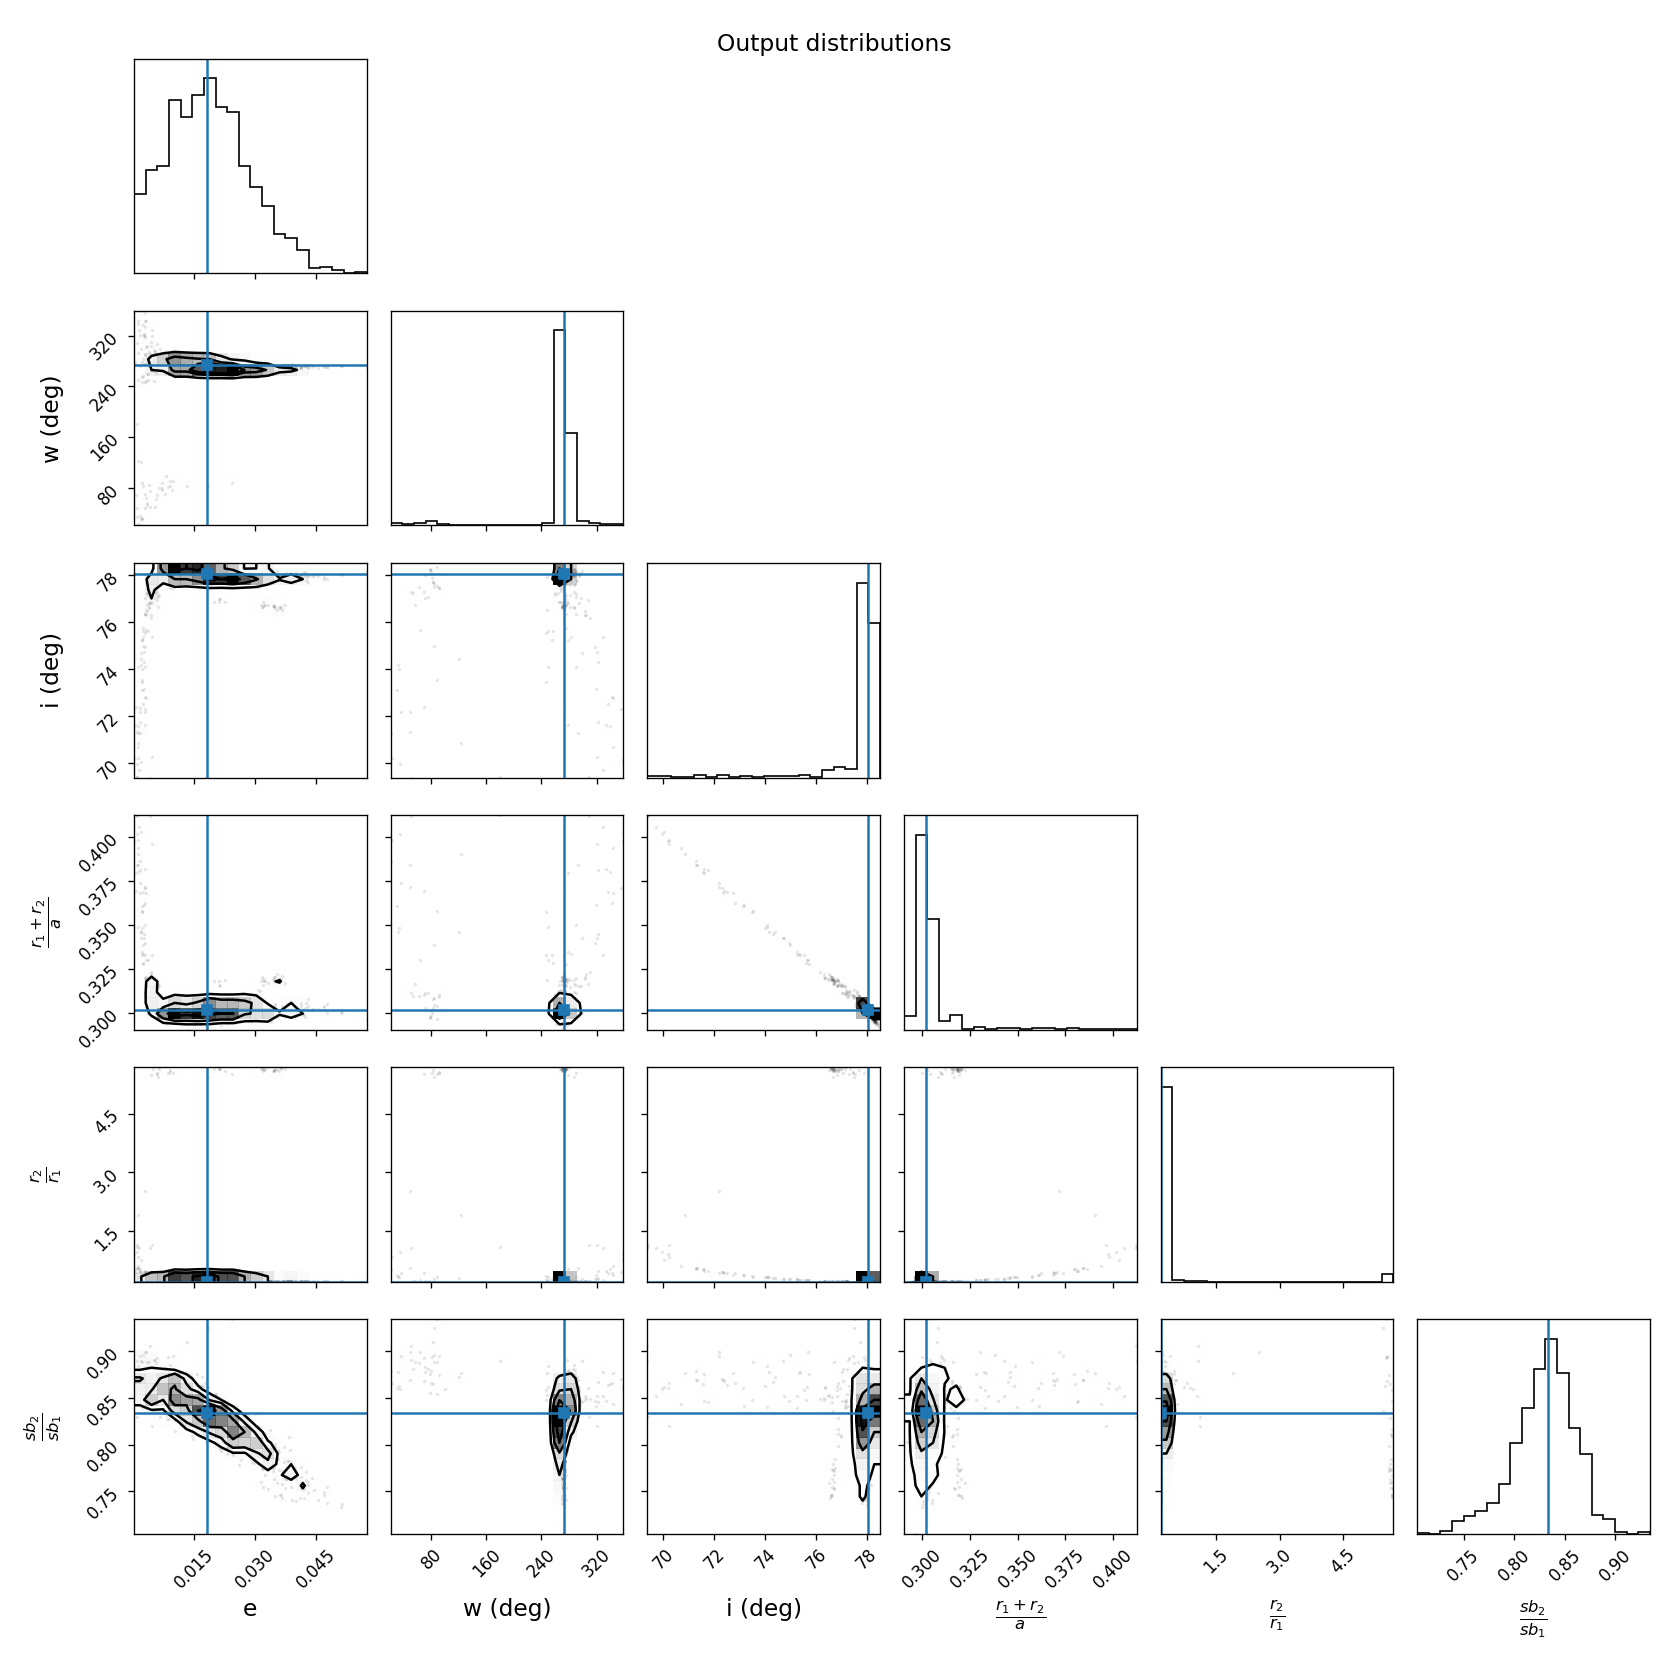 Output distributions
w (deg)
320
240
160
80
i (deg)
78
76
74
72
70
r₁ + r₂
a
0.400
0.375
0.350
0.325
0.300
r₂
r₁
4.5
3.0
1.5
sb₂
sb₁
0.90
0.85
0.80
0.75
0.015 0.030 0.045 80 160 240 320 70 72 74 76 78 0.300 0.325 0.350 0.375 0.400 1.5 3.0 4.5 0.75 0.80 0.85 0.90
e w (deg) i (deg) r₁ + r₂ r₂ sb₂
a r₁ sb₁